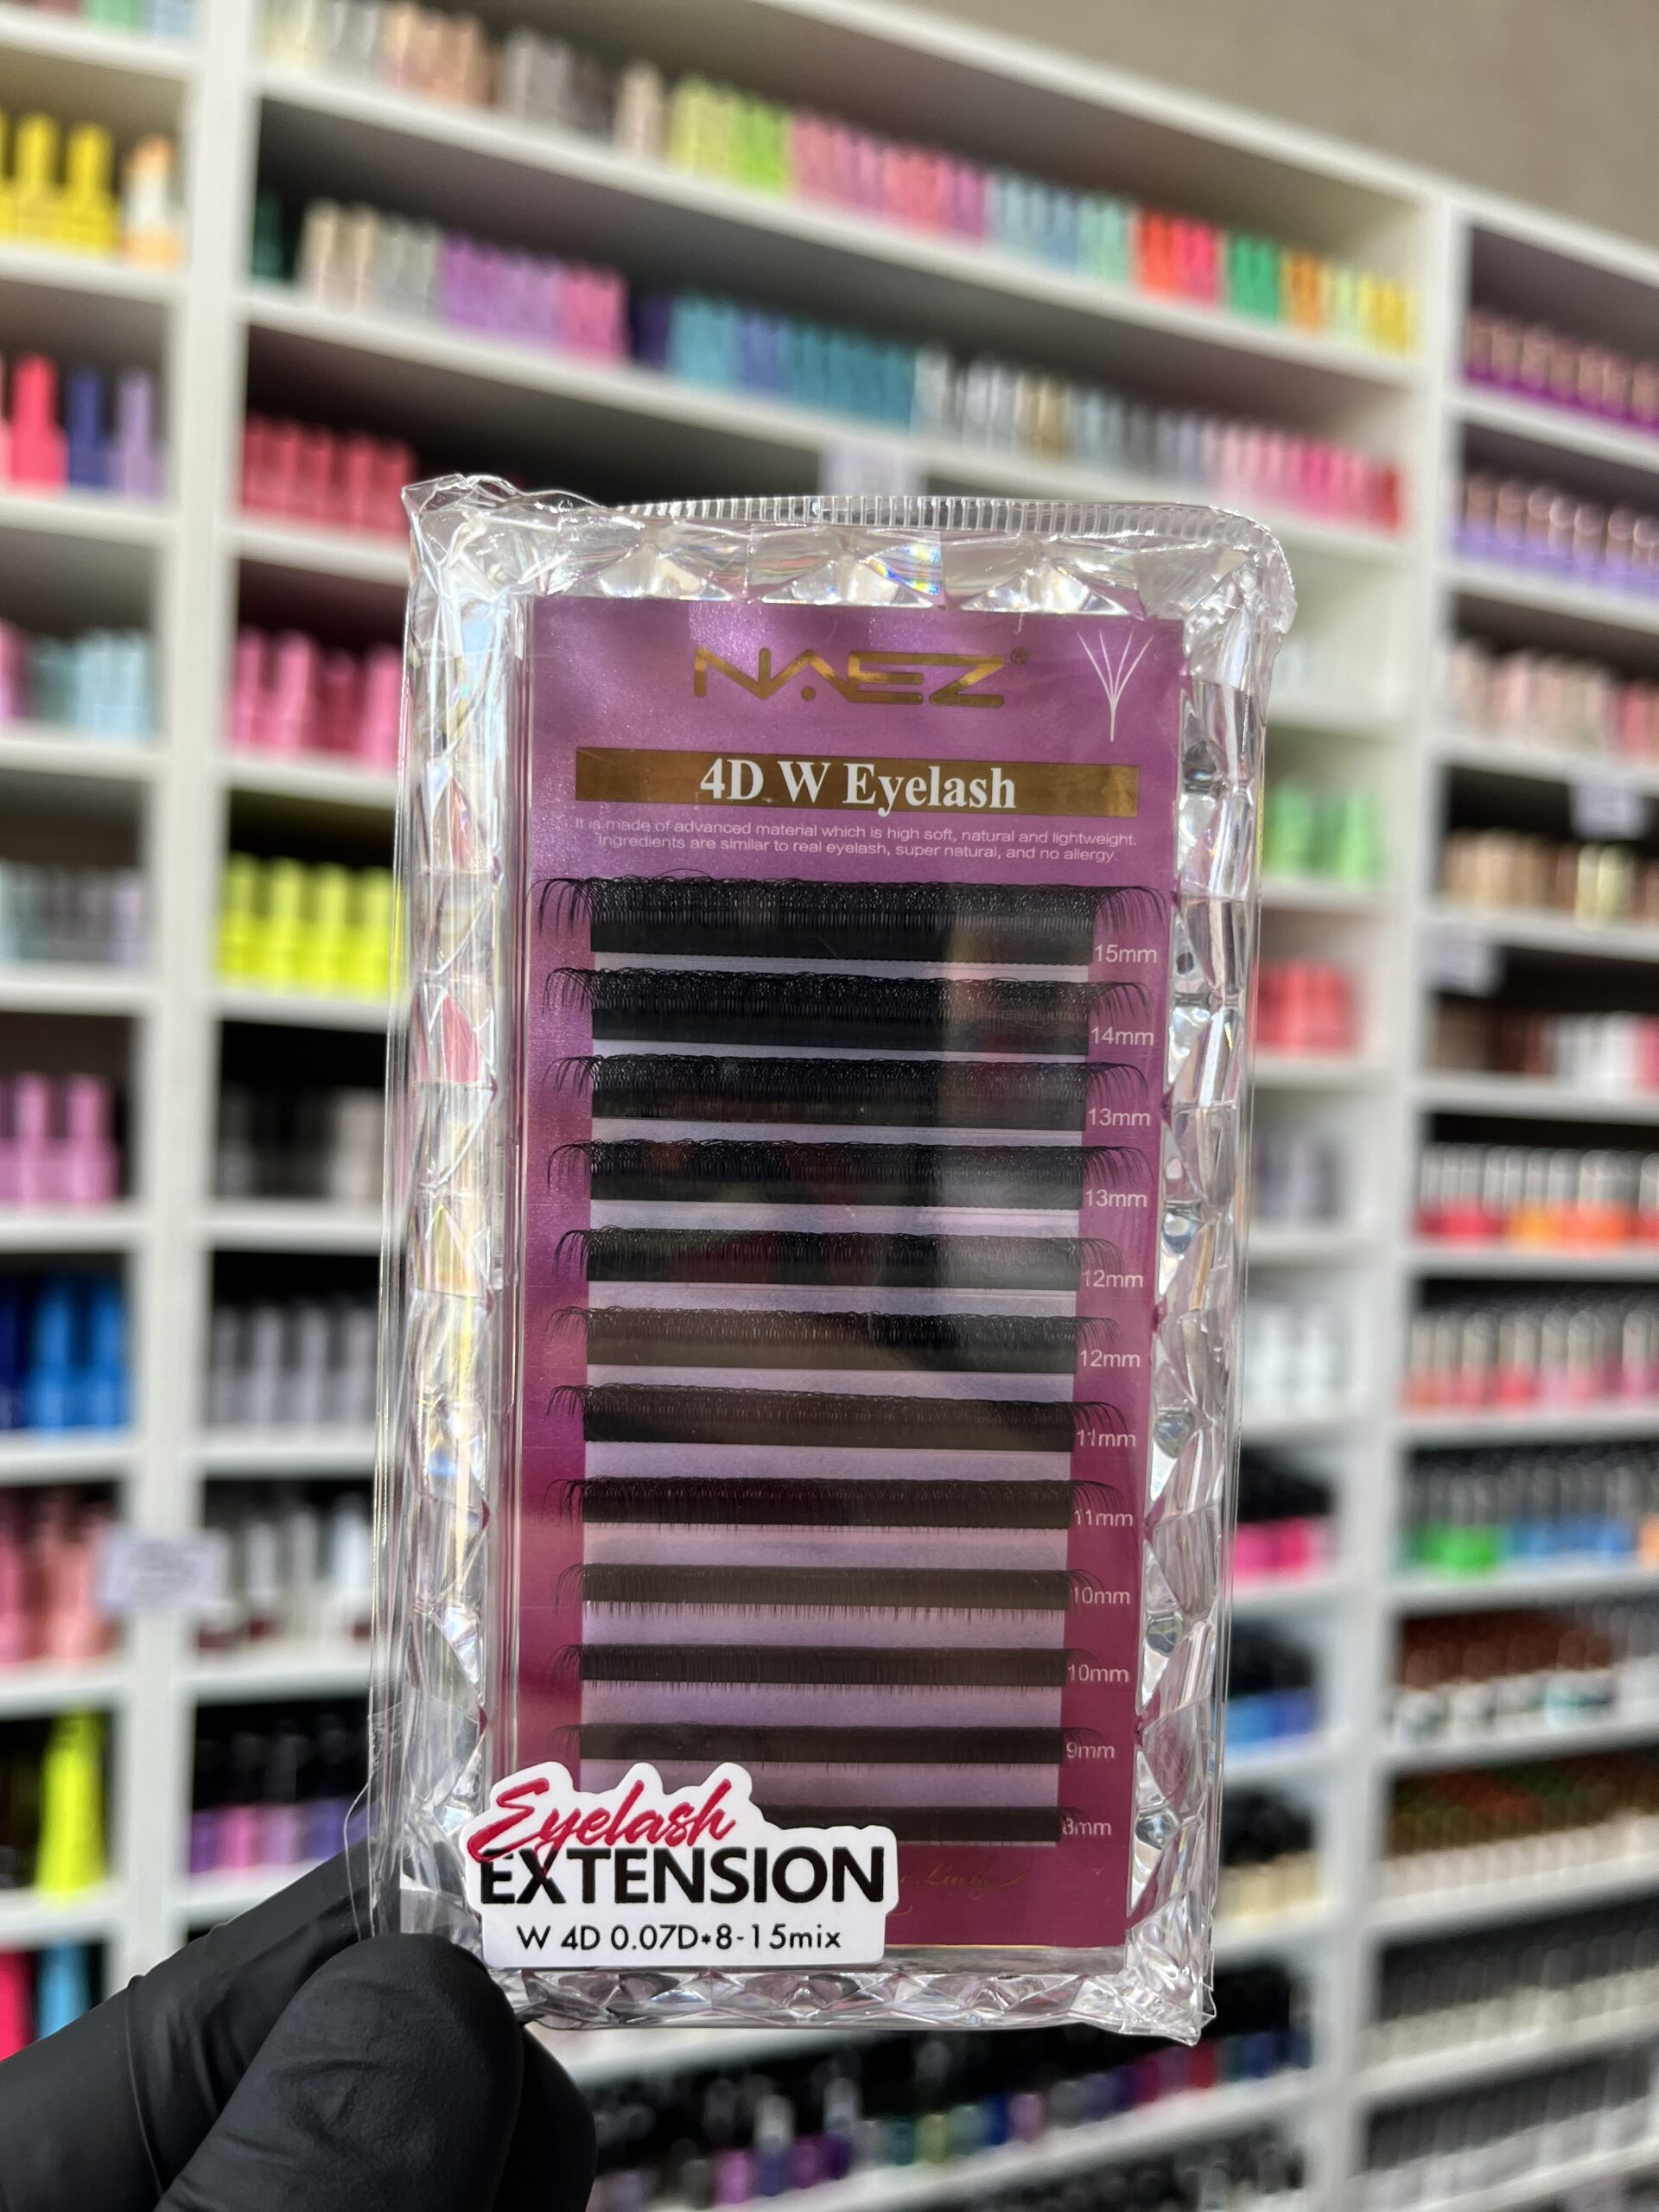 NAEZ®
4D W Eyelash
It is made of advanced material which is high soft, natural and lightweight.
Ingredients are similar to real eyelash, super natural, and no allergy.
15mm
14mm
13mm
13mm
12mm
12mm
11mm
11mm
10mm
10mm
9mm
8mm
Eyelash
EXTENSION
W 4D 0.07D*8-15mix